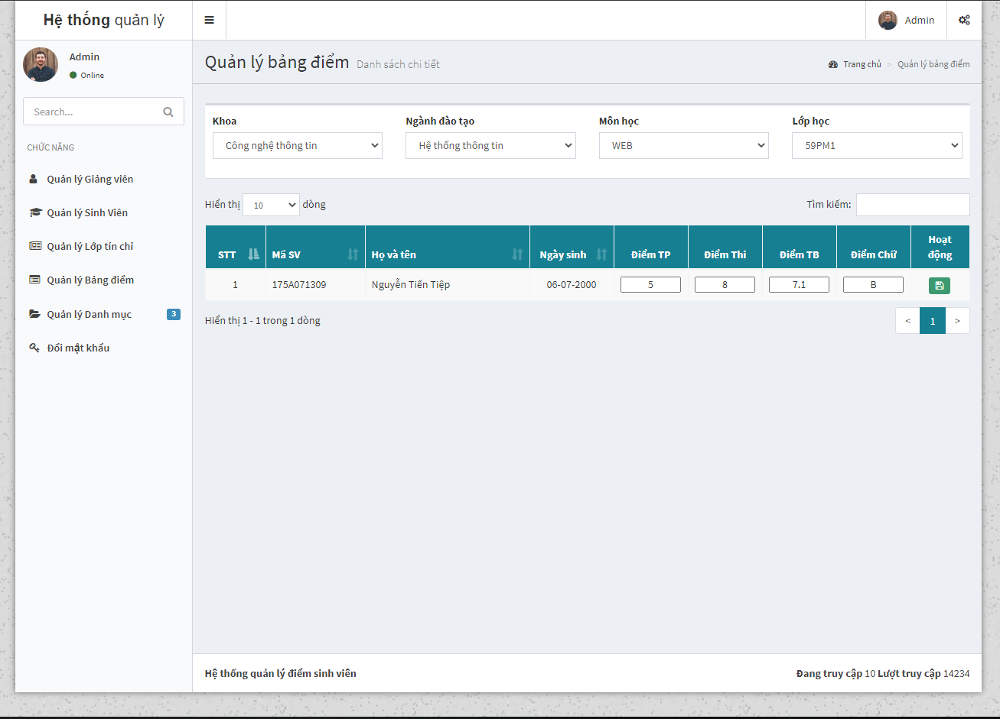 Hệ thống quản lý
Admin
Admin
Online
Search...
CHỨC NĂNG
Quản lý Giảng viên
Quản lý Sinh Viên
Quản lý Lớp tín chỉ
Quản lý Bảng điểm
Quản lý Danh mục 3
Đổi mật khẩu
Quản lý bảng điểm Danh sách chi tiết
Trang chủ > Quản lý bảng điểm
Khoa Ngành đào tạo Môn học Lớp học
Công nghệ thông tin Hệ thống thông tin WEB 59PM1
Hiển thị 10 dòng Tìm kiếm:
STT Mã SV Họ và tên Ngày sinh Điểm TP Điểm Thi Điểm TB Điểm Chữ Hoạt động
1 175A071309 Nguyễn Tiến Tiệp 06-07-2000 5 8 7.1 B
Hiển thị 1 - 1 trong 1 dòng < 1 >
Hệ thống quản lý điểm sinh viên Đang truy cập 10 Lượt truy cập 14234